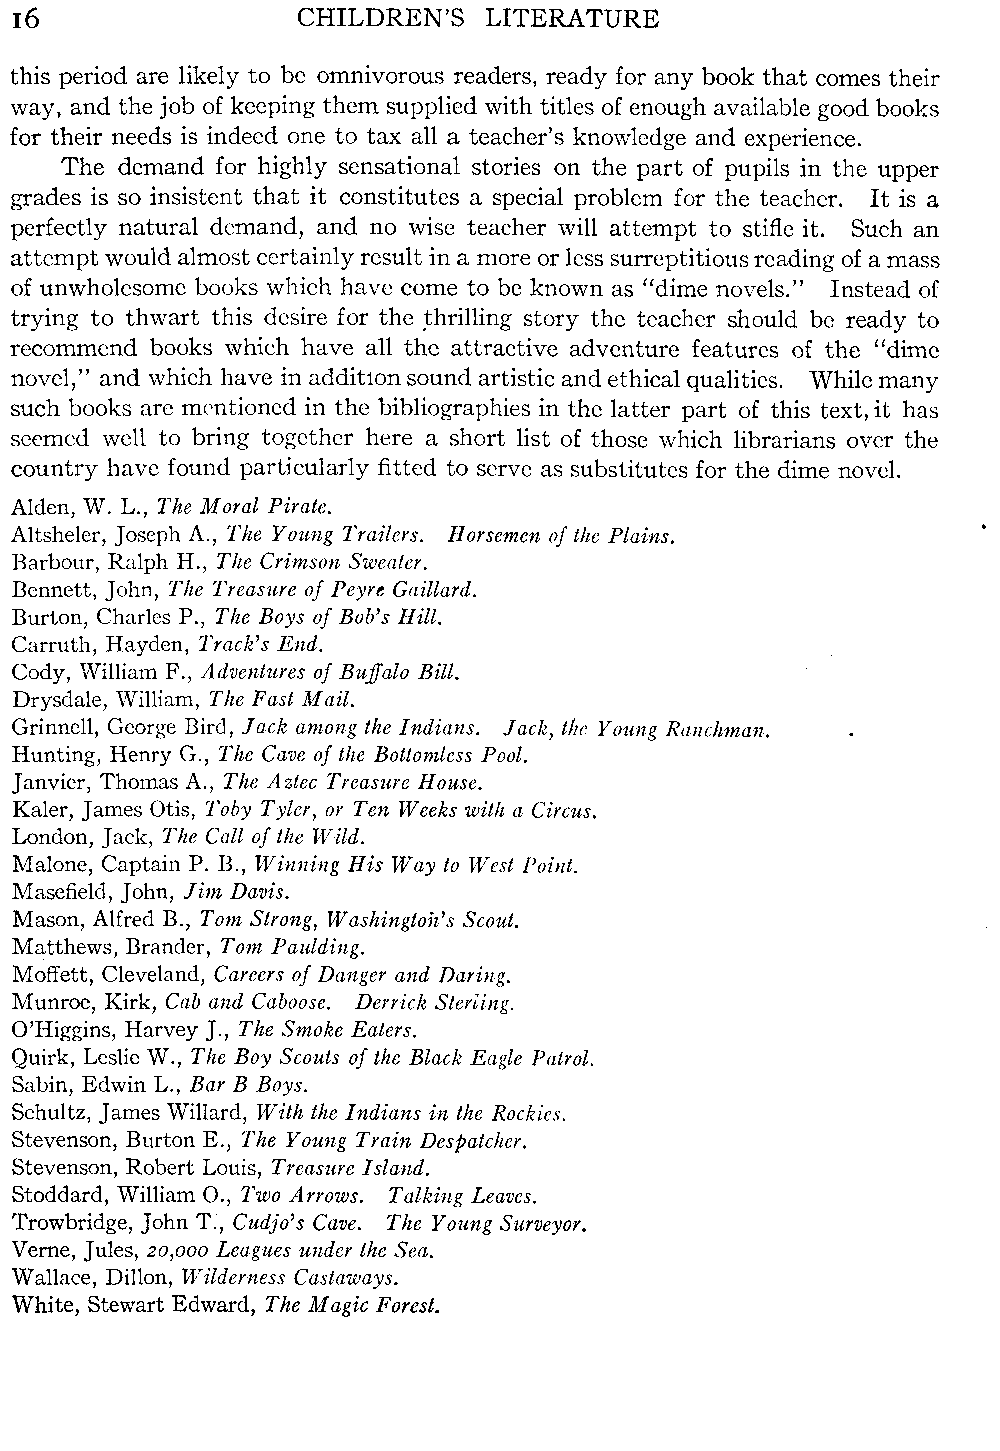 16 CHILDREN'S LITERATURE
this period are likely to be omnivorous readers, ready for any book that comes their
way, and the job of keeping them supplied with titles of enough available good books
for their needs is indeed one to tax all a teacher's knowledge and experience.
The demand for highly sensational stories on the part of pupils in the upper
grades is so insistent that it constitutes a special problem for the teacher. It is a
perfectly natural demand, and no wise teacher will attempt to stifle it. Such an
attempt would almost certainly result in a more or less surreptitious reading of a mass
of unwholesome books which have come to be known as "dime novels." Instead of
trying to thwart this desire for the thrilling story the teacher should be ready to
recommend books which have all the attractive adventure features of the "dime
novel," and which have in addition sound artistic and ethical qualities. While many
such books are mentioned in the bibliographies in the latter part of this text, it has
seemed well to bring together here a short list of those which librarians over the
country have found particularly fitted to serve as substitutes for the dime novel.
Alden, W. L., The Moral Pirate.
Altsheler, Joseph A., The Young Trailers. Horsemen of the Plains.
Barbour, Ralph H., The Crimson Sweater.
Bennett, John, The Treasure of Peyre Gaillard.
Burton, Charles P., The Boys of Bob's Hill.
Carruth, Hayden, Track's End.
Cody, William F., Adventures of Buffalo Bill.
Drysdale, William, The Fast Mail.
Grinnell, George Bird, Jack among the Indians. Jack, the Young Ranchman.
Hunting, Henry G., The Cave of the Bottomless Pool.
Janvier, Thomas A., The Aztec Treasure House.
Kaler, James Otis, Toby Tyler, or Ten Weeks with a Circus.
London, Jack, The Call of the Wild.
Malone, Captain P. B., Winning His Way to West Point.
Masefield, John, Jim Davis.
Mason, Alfred B., Tom Strong, Washington's Scout.
Matthews, Brander, Tom Paulding.
Moffett, Cleveland, Careers of Danger and Daring.
Munroe, Kirk, Cab and Caboose. Derrick Sterling.
O'Higgins, Harvey J., The Smoke Eaters.
Quirk, Leslie W., The Boy Scouts of the Black Eagle Patrol.
Sabin, Edwin L., Bar B Boys.
Schultz, James Willard, With the Indians in the Rockies.
Stevenson, Burton E., The Young Train Despatcher.
Stevenson, Robert Louis, Treasure Island.
Stoddard, William O., Two Arrows. Talking Leaves.
Trowbridge, John T., Cudjo's Cave. The Young Surveyor.
Verne, Jules, 20,000 Leagues under the Sea.
Wallace, Dillon, Wilderness Castaways.
White, Stewart Edward, The Magic Forest.